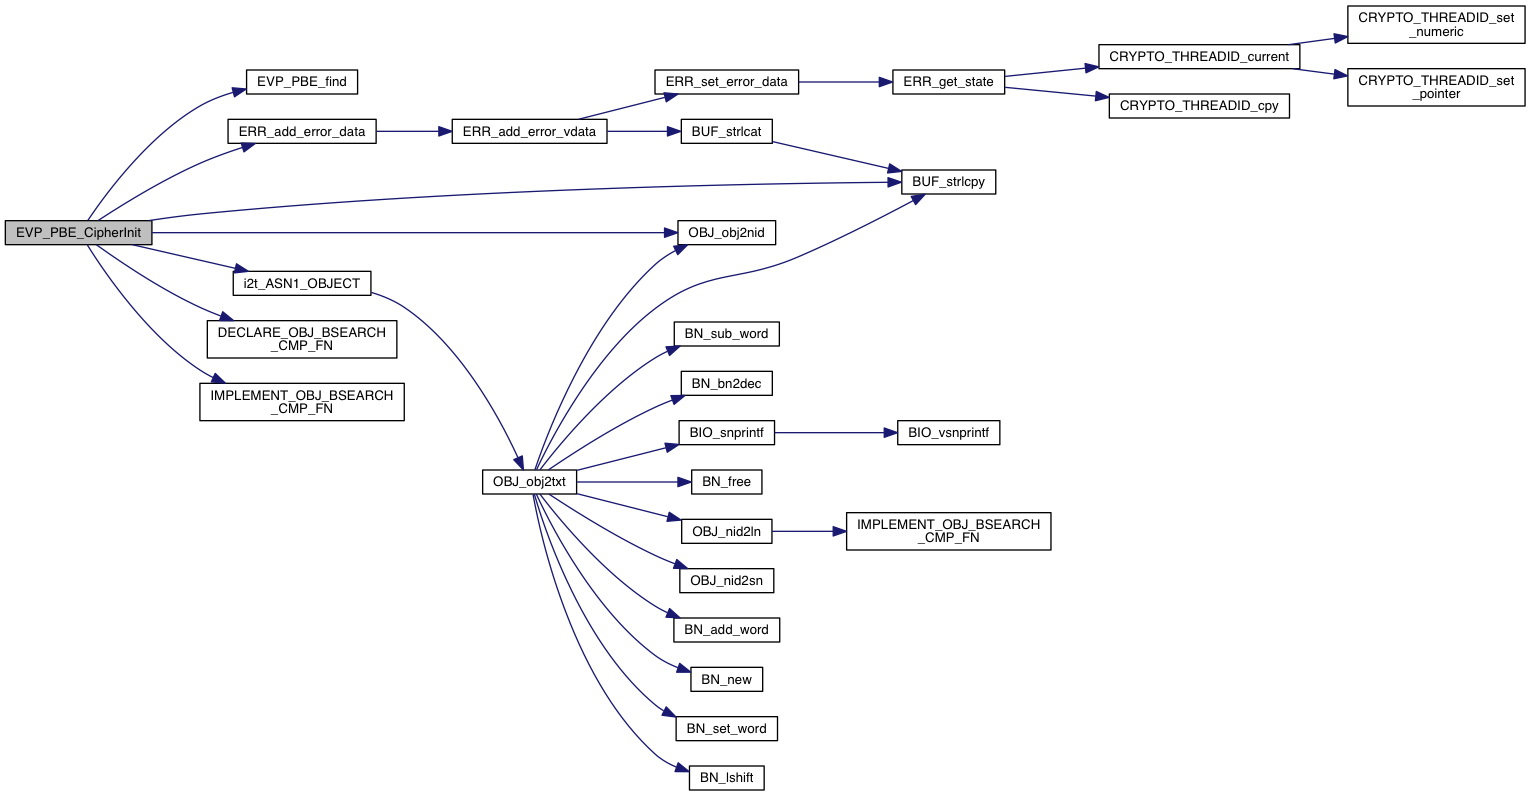 CRYPTO_THREADID_set
_numeric
CRYPTO_THREADID_current
EVP_PBE_find
ERR_set_error_data
ERR_get_state
CRYPTO_THREADID_set
_pointer
CRYPTO_THREADID_cpy
ERR_add_error_data
ERR_add_error_vdata
BUF_strlcat
BUF_strlcpy
EVP_PBE_CipherInit
OBJ_obj2nid
i2t_ASN1_OBJECT
DECLARE_OBJ_BSEARCH
_CMP_FN
BN_sub_word
BN_bn2dec
IMPLEMENT_OBJ_BSEARCH
_CMP_FN
BIO_snprintf
BIO_vsnprintf
OBJ_obj2txt
BN_free
OBJ_nid2ln
IMPLEMENT_OBJ_BSEARCH
_CMP_FN
OBJ_nid2sn
BN_add_word
BN_new
BN_set_word
BN_lshift